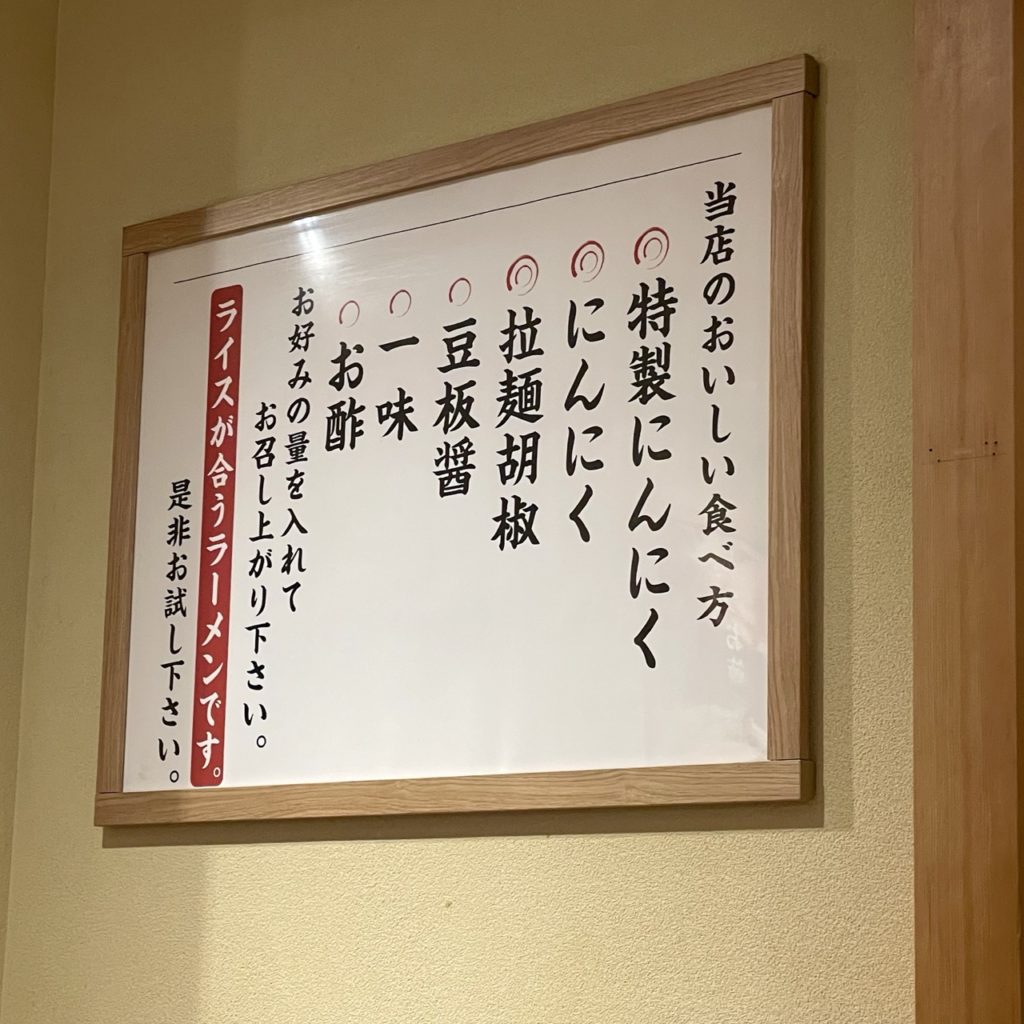 当店のおいしい食べ方
◎特製にんにく
◎にんにく
◎拉麺胡椒
○豆板醤
○一味
○お酢
お好みの量を入れて
お召し上がり下さい。
ライスが合うラーメンです。
是非お試し下さい。